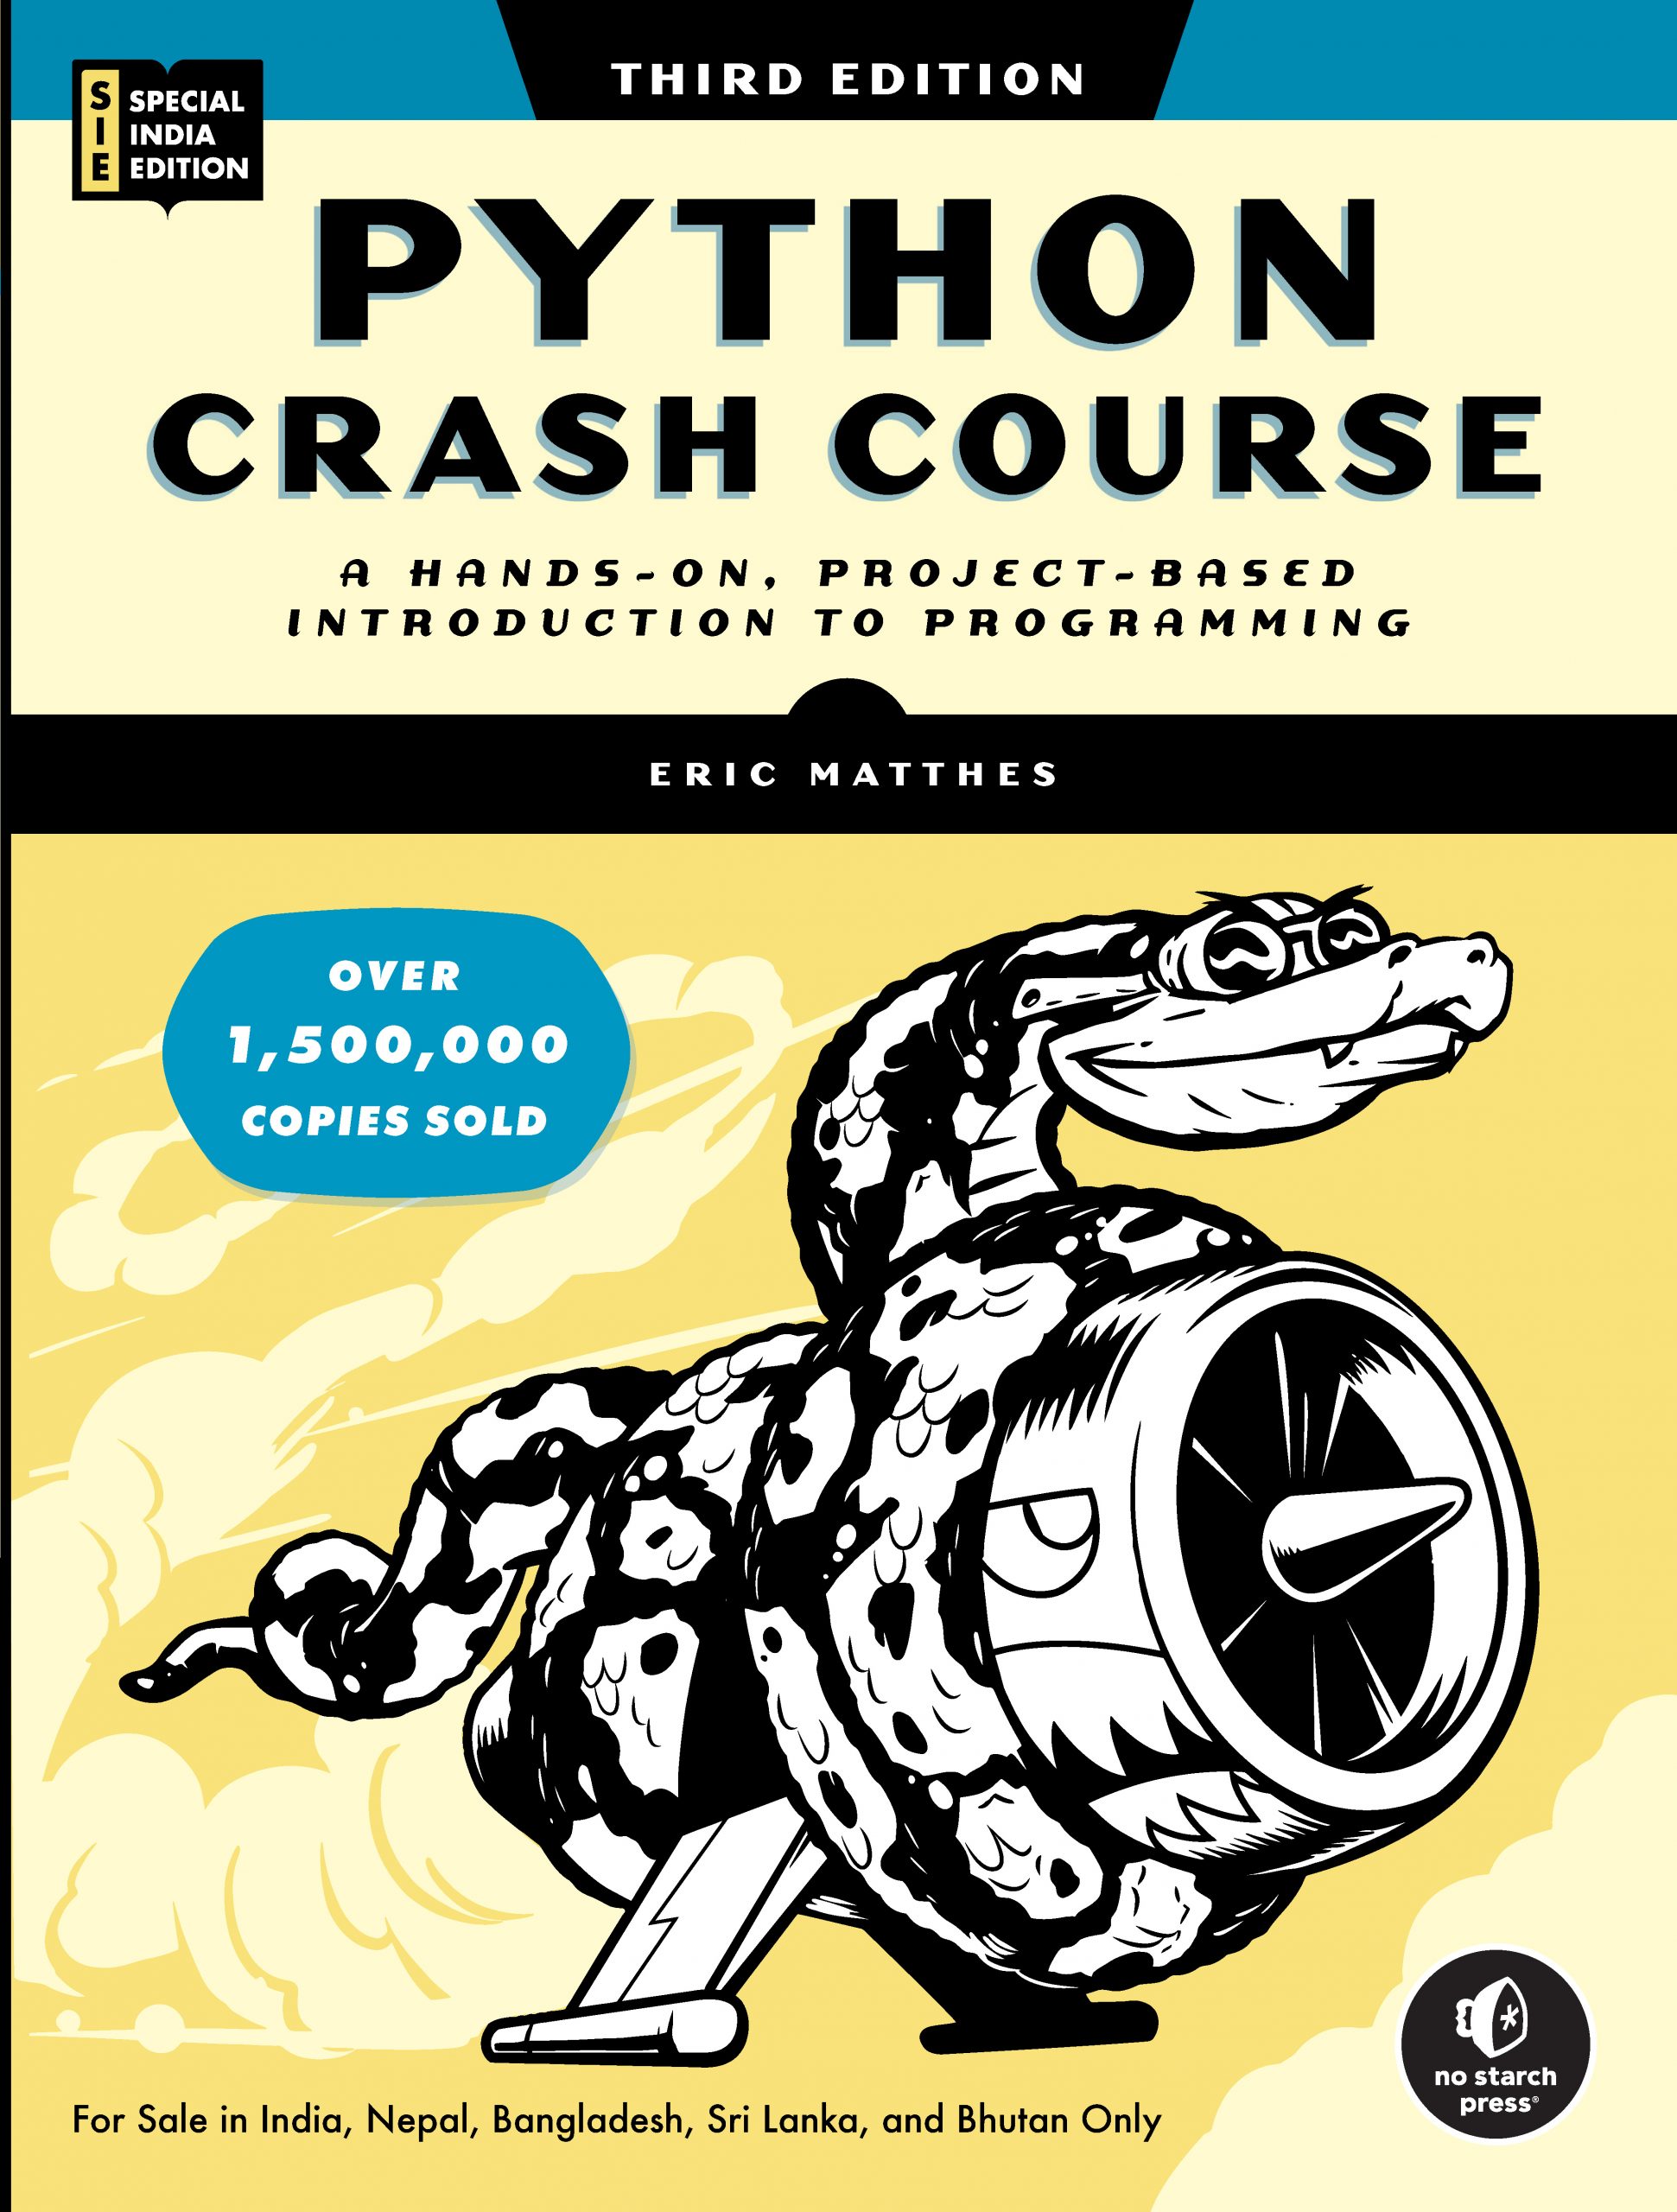 THIRD EDITION
SIE
SPECIAL
INDIA
EDITION
PYTHON
CRASH COURSE
A HANDS-ON, PROJECT-BASED
INTRODUCTION TO PROGRAMMING
ERIC MATTHES
OVER
1,500,000
COPIES SOLD
no starch
press®
For Sale in India, Nepal, Bangladesh, Sri Lanka, and Bhutan Only